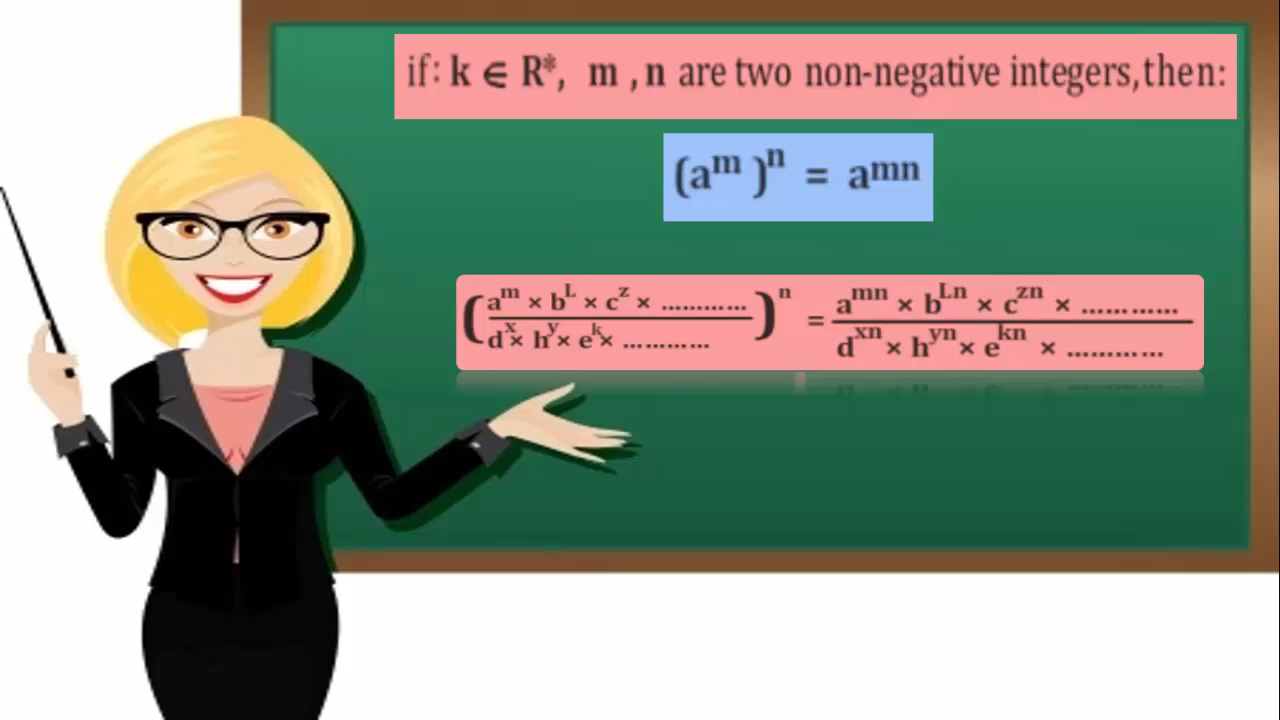 if: k ∈ R*, m , n are two non-negative integers, then:
(a^m )^n = a^mn
(a^m × b^L × c^z × ………… / d^x × h^y × e^k × …………)^n = a^mn × b^Ln × c^zn × ………… / d^xn × h^yn × e^kn × …………